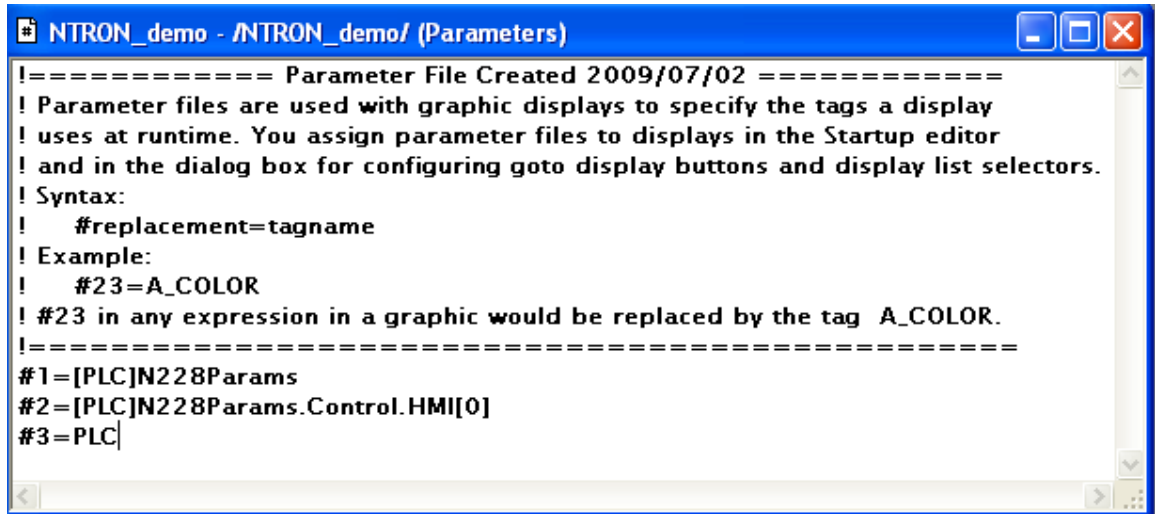 NTRON_demo - /NTRON_demo/ (Parameters)
!============ Parameter File Created 2009/07/02 ============
! Parameter files are used with graphic displays to specify the tags a display
! uses at runtime. You assign parameter files to displays in the Startup editor
! and in the dialog box for configuring goto display buttons and display list selectors.
! Syntax:
!    #replacement=tagname
! Example:
!    #23=A_COLOR
! #23 in any expression in a graphic would be replaced by the tag  A_COLOR.
!=================================================
#1=[PLC]N228Params
#2=[PLC]N228Params.Control.HMI[0]
#3=PLC